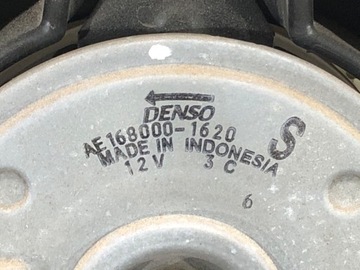 DENSO
AE168000-1620
MADE IN INDONESIA
12V 3C
S
6